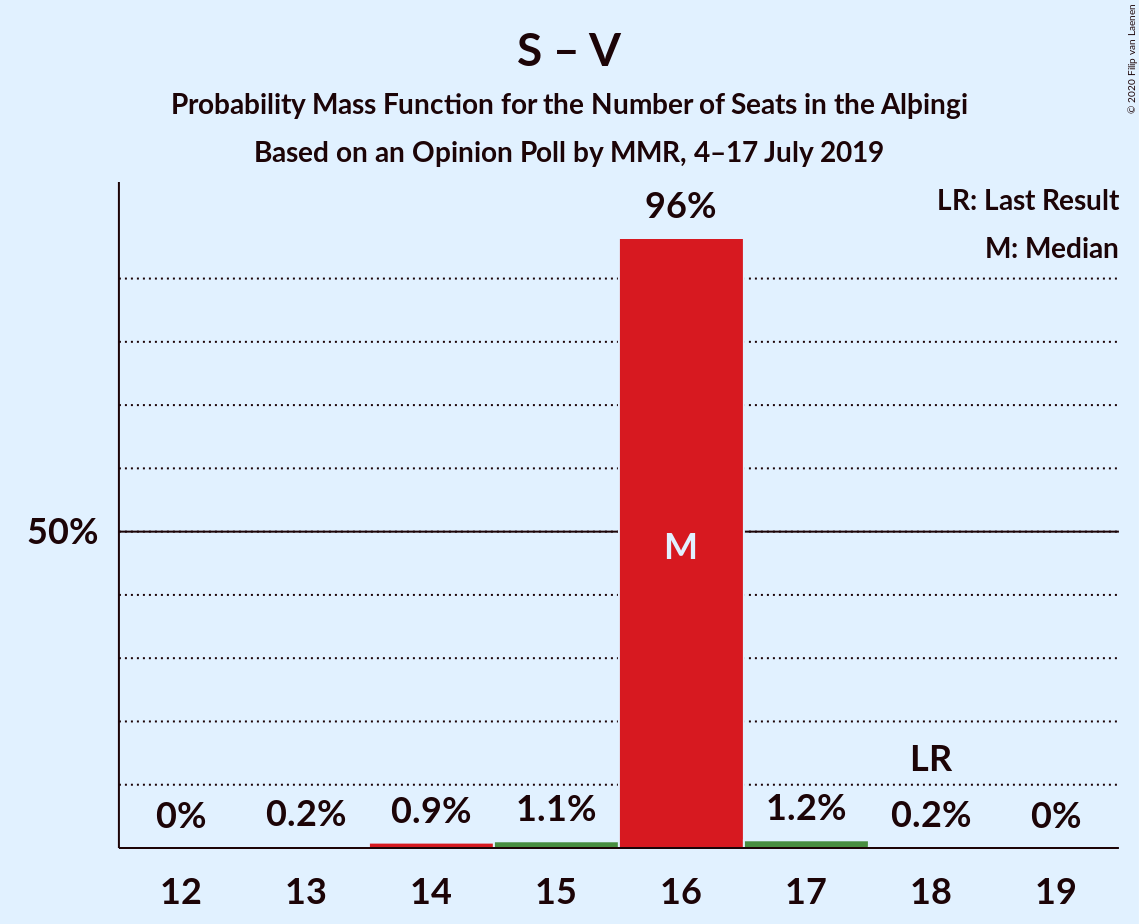 S – V
Probability Mass Function for the Number of Seats in the Alþingi
Based on an Opinion Poll by MMR, 4–17 July 2019
© 2020 Filip van Laenen
LR: Last Result
M: Median
96%
50%
M
LR
0%
0.2%
0.9%
1.1%
1.2%
0.2%
0%
12
13
14
15
16
17
18
19